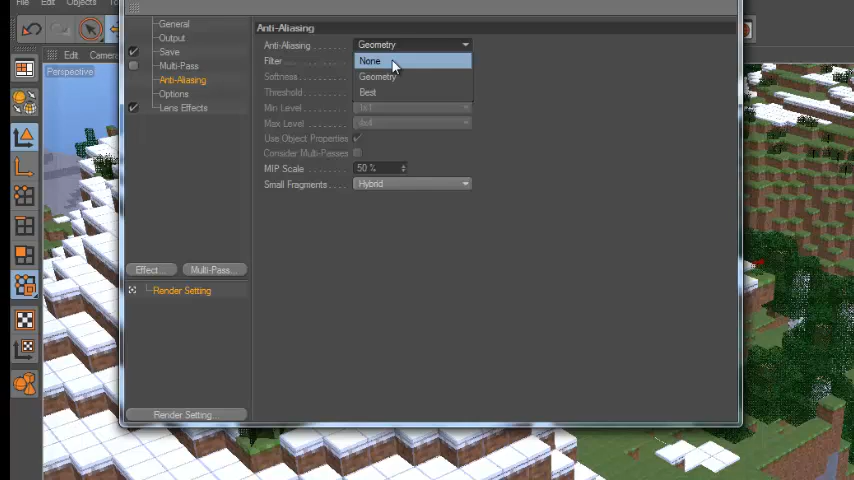 File Edit Objects
Edit Camera
Perspective
General
Output
Save
Multi-Pass
Anti-Aliasing
Options
Lens Effects
Effect... Multi-Pass...
Render Setting
Render Setting...
Anti-Aliasing
Anti-Aliasing Geometry
Filter None
Softness Geometry
Threshold Best
Min Level 1x1
Max Level 4x4
Use Object Properties
Consider Multi-Passes
MIP Scale 50 %
Small Fragments Hybrid